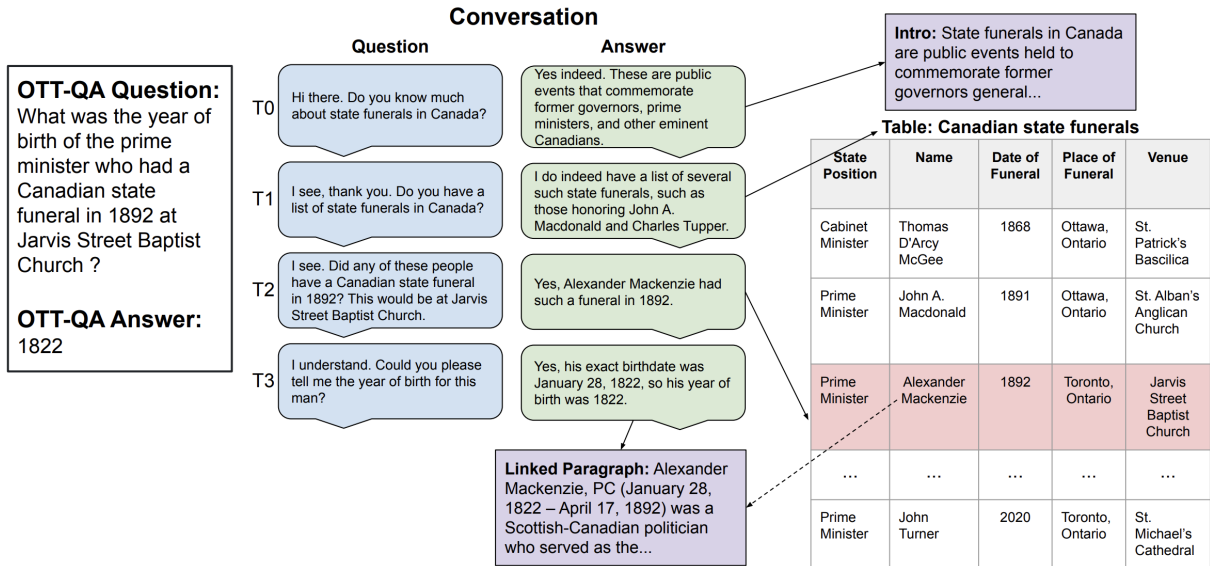 Conversation
Question
Answer
OTT-QA Question:
What was the year of
birth of the prime
minister who had a
Canadian state
funeral in 1892 at
Jarvis Street Baptist
Church ?
OTT-QA Answer:
1822
T0
Hi there. Do you know much
about state funerals in Canada?
Yes indeed. These are public
events that commemorate
former governors, prime
ministers, and other eminent
Canadians.
T1
I see, thank you. Do you have a
list of state funerals in Canada?
I do indeed have a list of several
such state funerals, such as
those honoring John A.
Macdonald and Charles Tupper.
T2
I see. Did any of these people
have a Canadian state funeral
in 1892? This would be at Jarvis
Street Baptist Church.
Yes, Alexander Mackenzie had
such a funeral in 1892.
T3
I understand. Could you please
tell me the year of birth for this
man?
Yes, his exact birthdate was
January 28, 1822, so his year of
birth was 1822.
Intro: State funerals in Canada
are public events held to
commemorate former
governors general...
Table: Canadian state funerals
State
Position
Name
Date of
Funeral
Place of
Funeral
Venue
Cabinet
Minister
Thomas
D'Arcy
McGee
1868
Ottawa,
Ontario
St.
Patrick's
Bascilica
Prime
Minister
John A.
Macdonald
1891
Ottawa,
Ontario
St. Alban's
Anglican
Church
Prime
Minister
Alexander
Mackenzie
1892
Toronto,
Ontario
Jarvis
Street
Baptist
Church
...
...
...
...
...
Prime
Minister
John
Turner
2020
Toronto,
Ontario
St.
Michael's
Cathedral
Linked Paragraph: Alexander
Mackenzie, PC (January 28,
1822 – April 17, 1892) was a
Scottish-Canadian politician
who served as the...